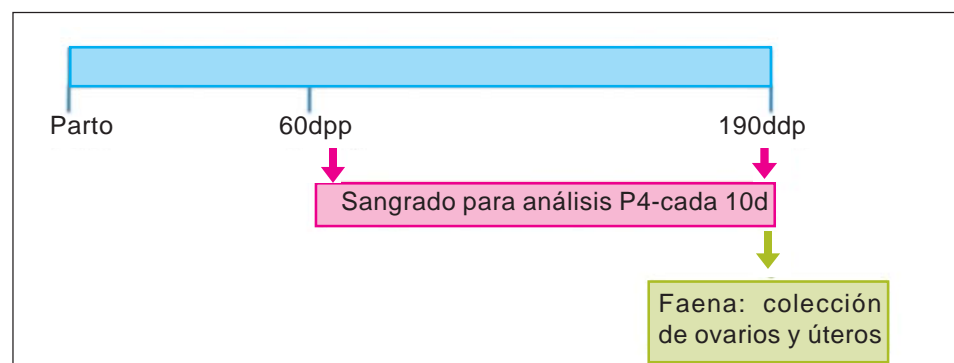 Parto 60dpp 190ddp
Sangrado para análisis P4-cada 10d
Faena: colección
de ovarios y úteros